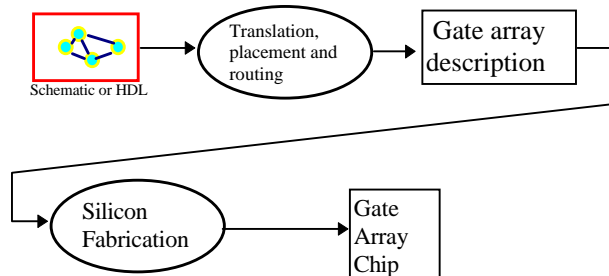 Schematic or HDL
Translation,
placement and
routing
Gate array
description
Silicon
Fabrication
Gate
Array
Chip